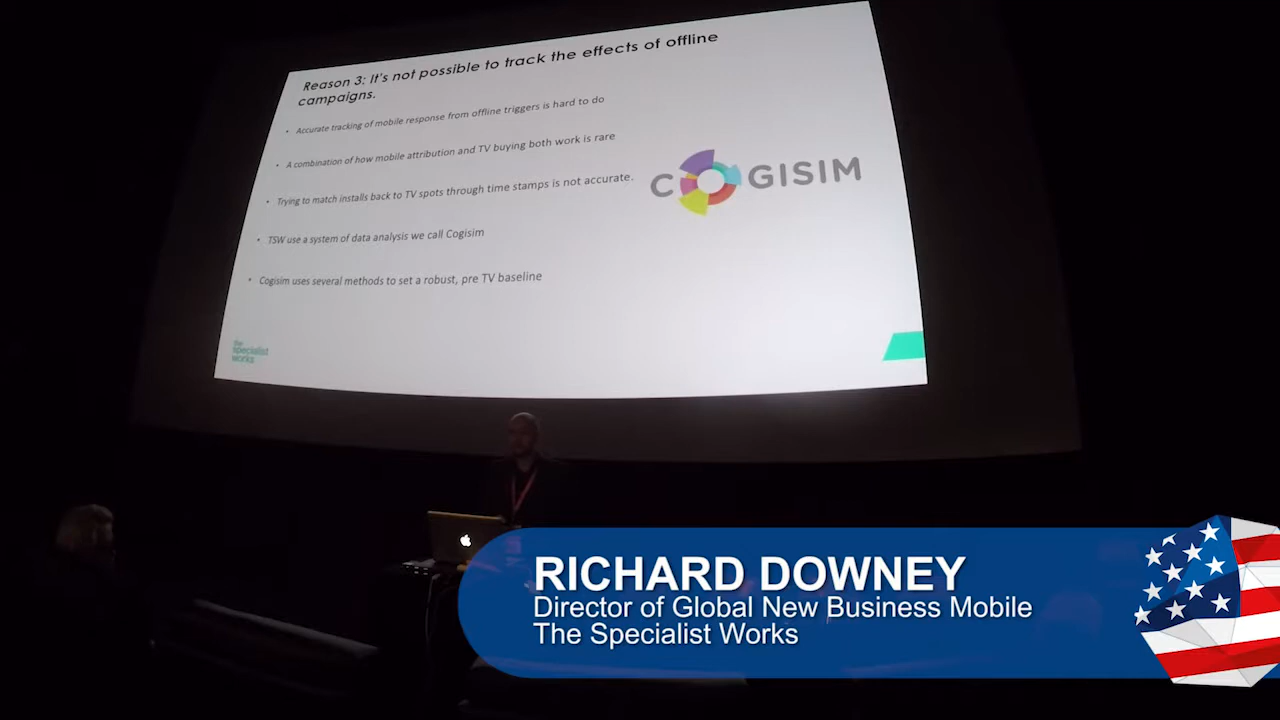 Reason 3: It's not possible to track the effects of offline
campaigns.
• Accurate tracking of mobile response from offline triggers is hard to do
• A combination of how mobile attribution and TV buying both work is rare
• Trying to match installs back to TV spots through time stamps is not accurate.
• TSW use a system of data analysis we call Cogisim
• Cogisim uses several methods to set a robust, pre TV baseline
COGISIM
the
specialist
works
RICHARD DOWNEY
Director of Global New Business Mobile
The Specialist Works